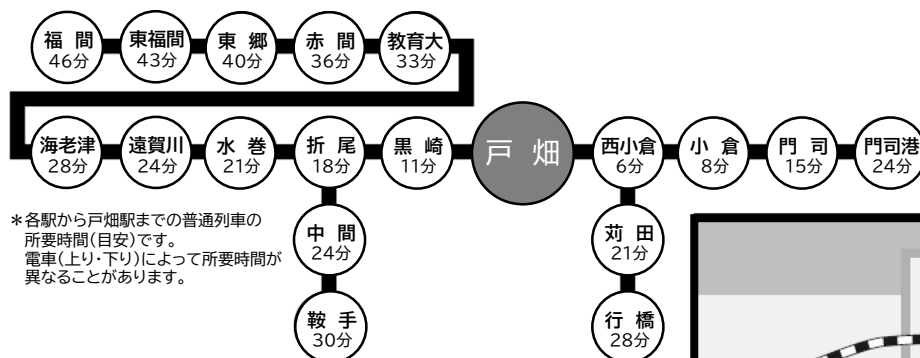 福間
46分
東福間
43分
東郷
40分
赤間
36分
教育大
33分
海老津
28分
遠賀川
24分
水巻
21分
折尾
18分
黒崎
11分
戸畑
西小倉
6分
小倉
8分
門司
15分
門司港
24分
中間
24分
鞍手
30分
苅田
21分
行橋
28分
*各駅から戸畑駅までの普通列車の
所要時間(目安)です。
電車(上り・下り)によって所要時間が
異なることがあります。